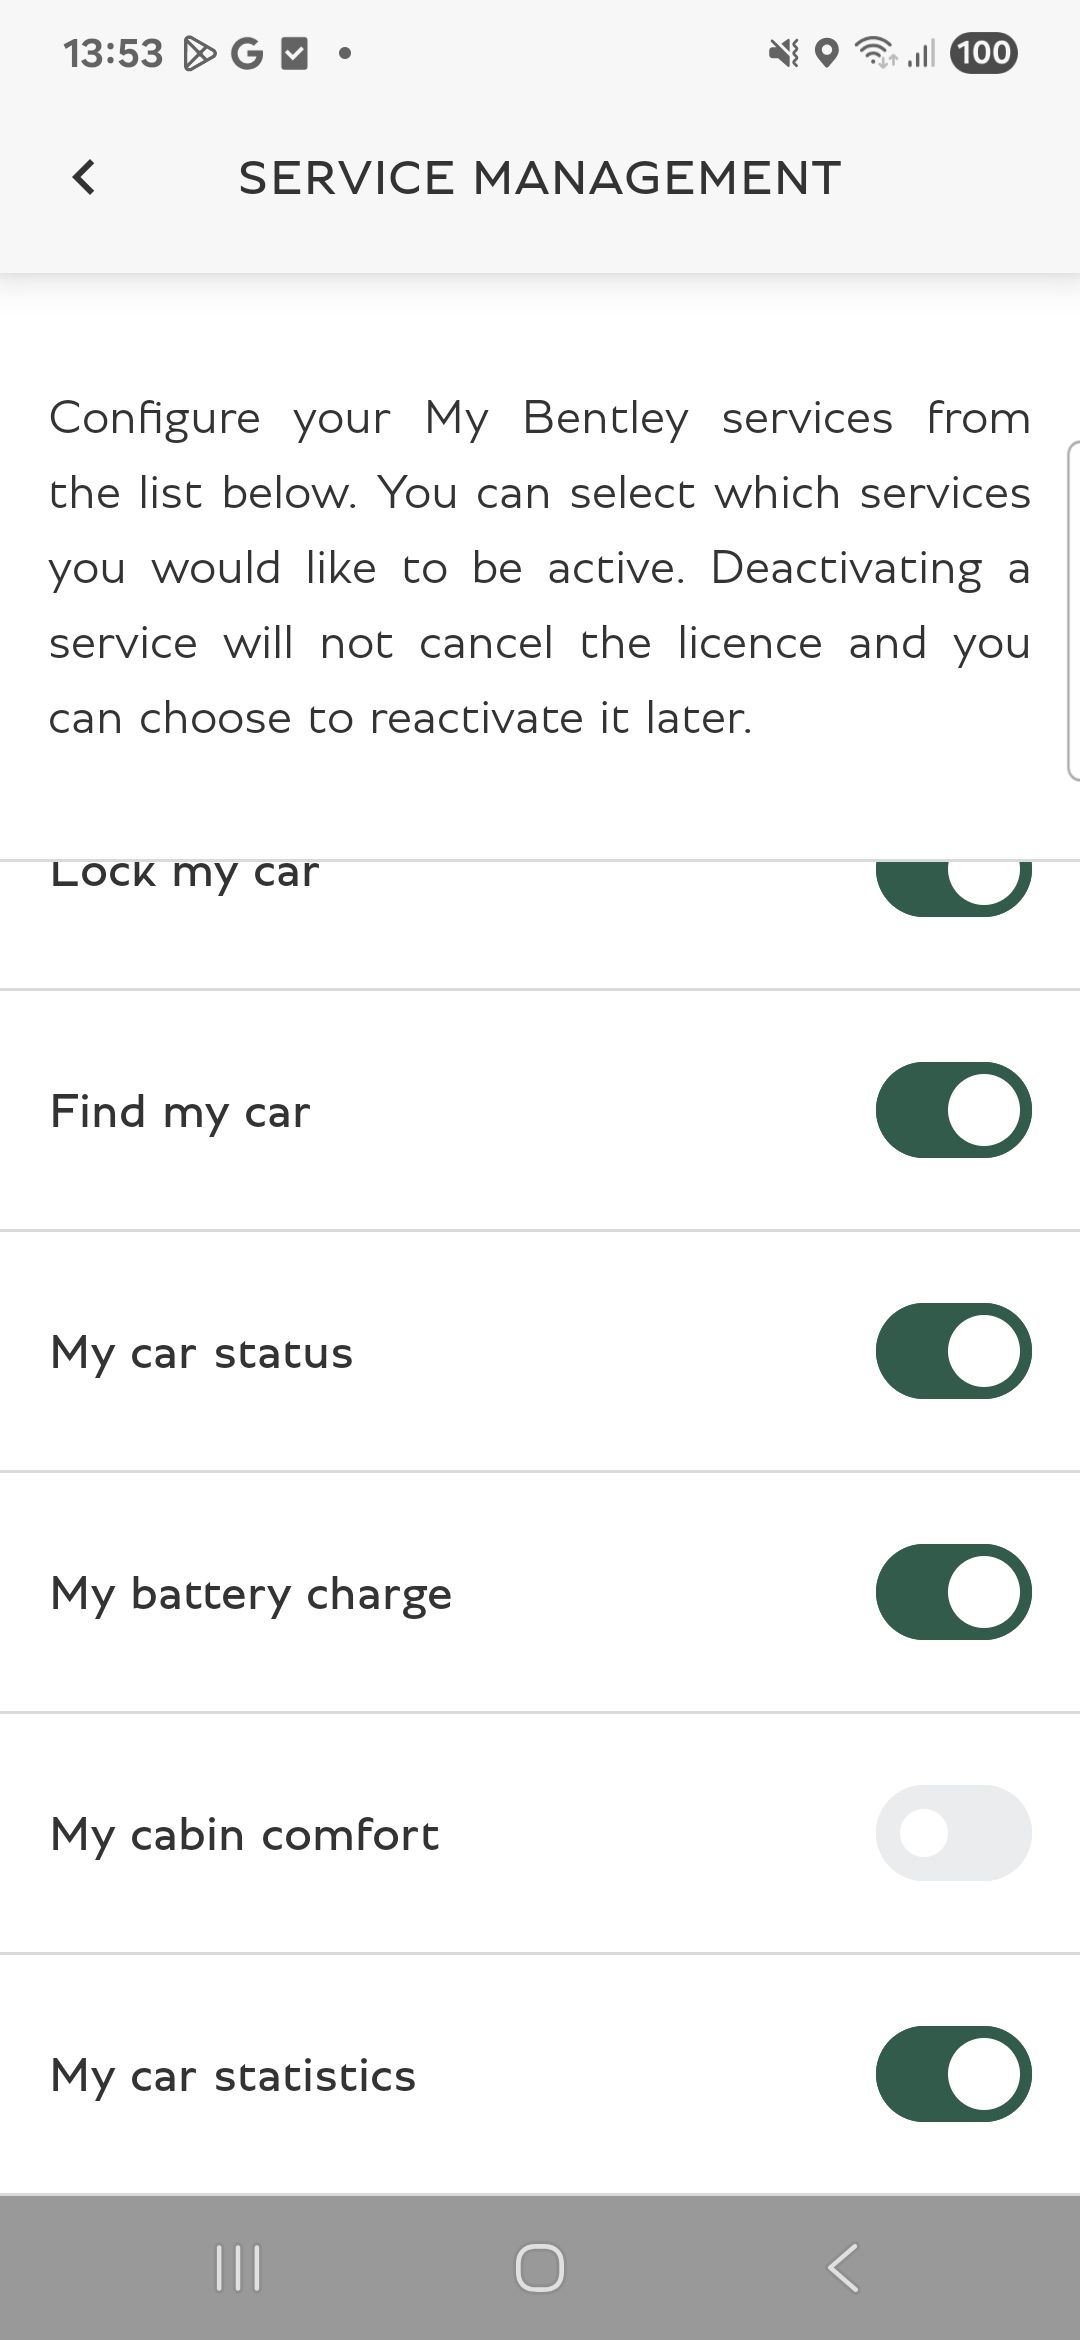 13:53
100
SERVICE MANAGEMENT
Configure your My Bentley services from
the list below. You can select which services
you would like to be active. Deactivating a
service will not cancel the licence and you
can choose to reactivate it later.
Lock my car
Find my car
My car status
My battery charge
My cabin comfort
My car statistics